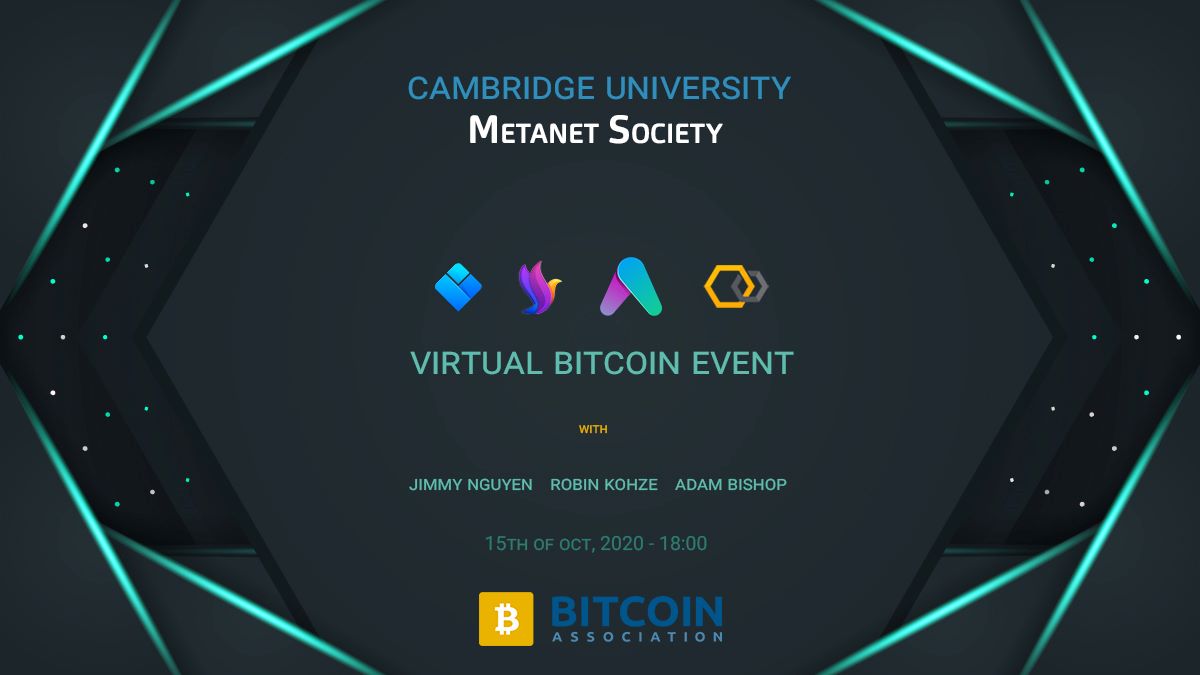 CAMBRIDGE UNIVERSITY
METANET SOCIETY
VIRTUAL BITCOIN EVENT
WITH
JIMMY NGUYEN ROBIN KOHZE ADAM BISHOP
15TH OF OCT, 2020 - 18:00
BITCOIN
ASSOCIATION